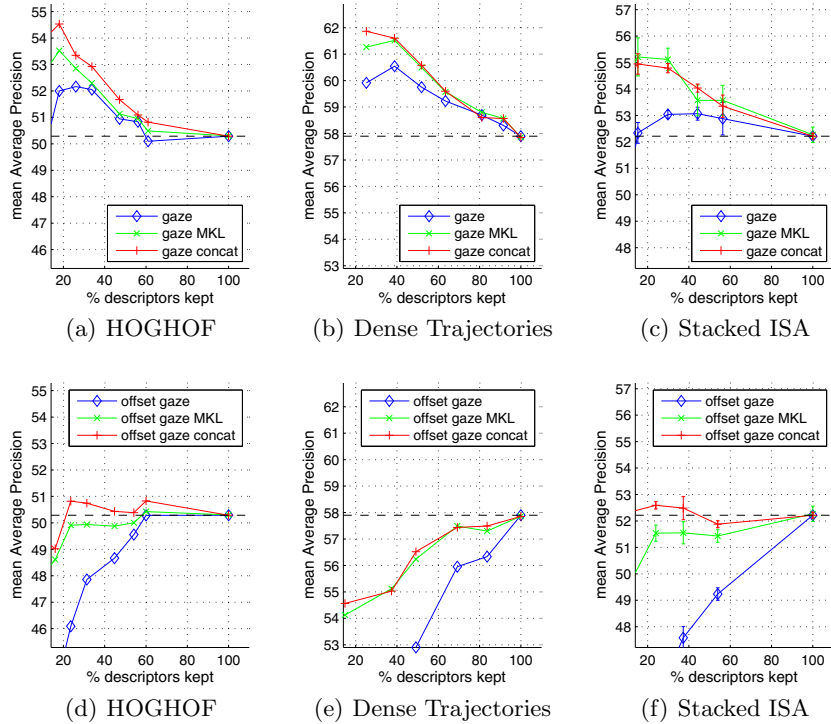 55
54
53
52
51
50
49
48
47
46
mean Average Precision
gaze
gaze MKL
gaze concat
20 40 60 80 100
% descriptors kept
(a) HOGHOF
62
61
60
59
58
57
56
55
54
53
mean Average Precision
gaze
gaze MKL
gaze concat
20 40 60 80 100
% descriptors kept
(b) Dense Trajectories
57
56
55
54
53
52
51
50
49
48
mean Average Precision
gaze
gaze MKL
gaze concat
20 40 60 80 100
% descriptors kept
(c) Stacked ISA
55
54
53
52
51
50
49
48
47
46
mean Average Precision
offset gaze
offset gaze MKL
offset gaze concat
20 40 60 80 100
% descriptors kept
(d) HOGHOF
62
61
60
59
58
57
56
55
54
53
mean Average Precision
offset gaze
offset gaze MKL
offset gaze concat
20 40 60 80 100
% descriptors kept
(e) Dense Trajectories
57
56
55
54
53
52
51
50
49
48
mean Average Precision
offset gaze
offset gaze MKL
offset gaze concat
20 40 60 80 100
% descriptors kept
(f) Stacked ISA